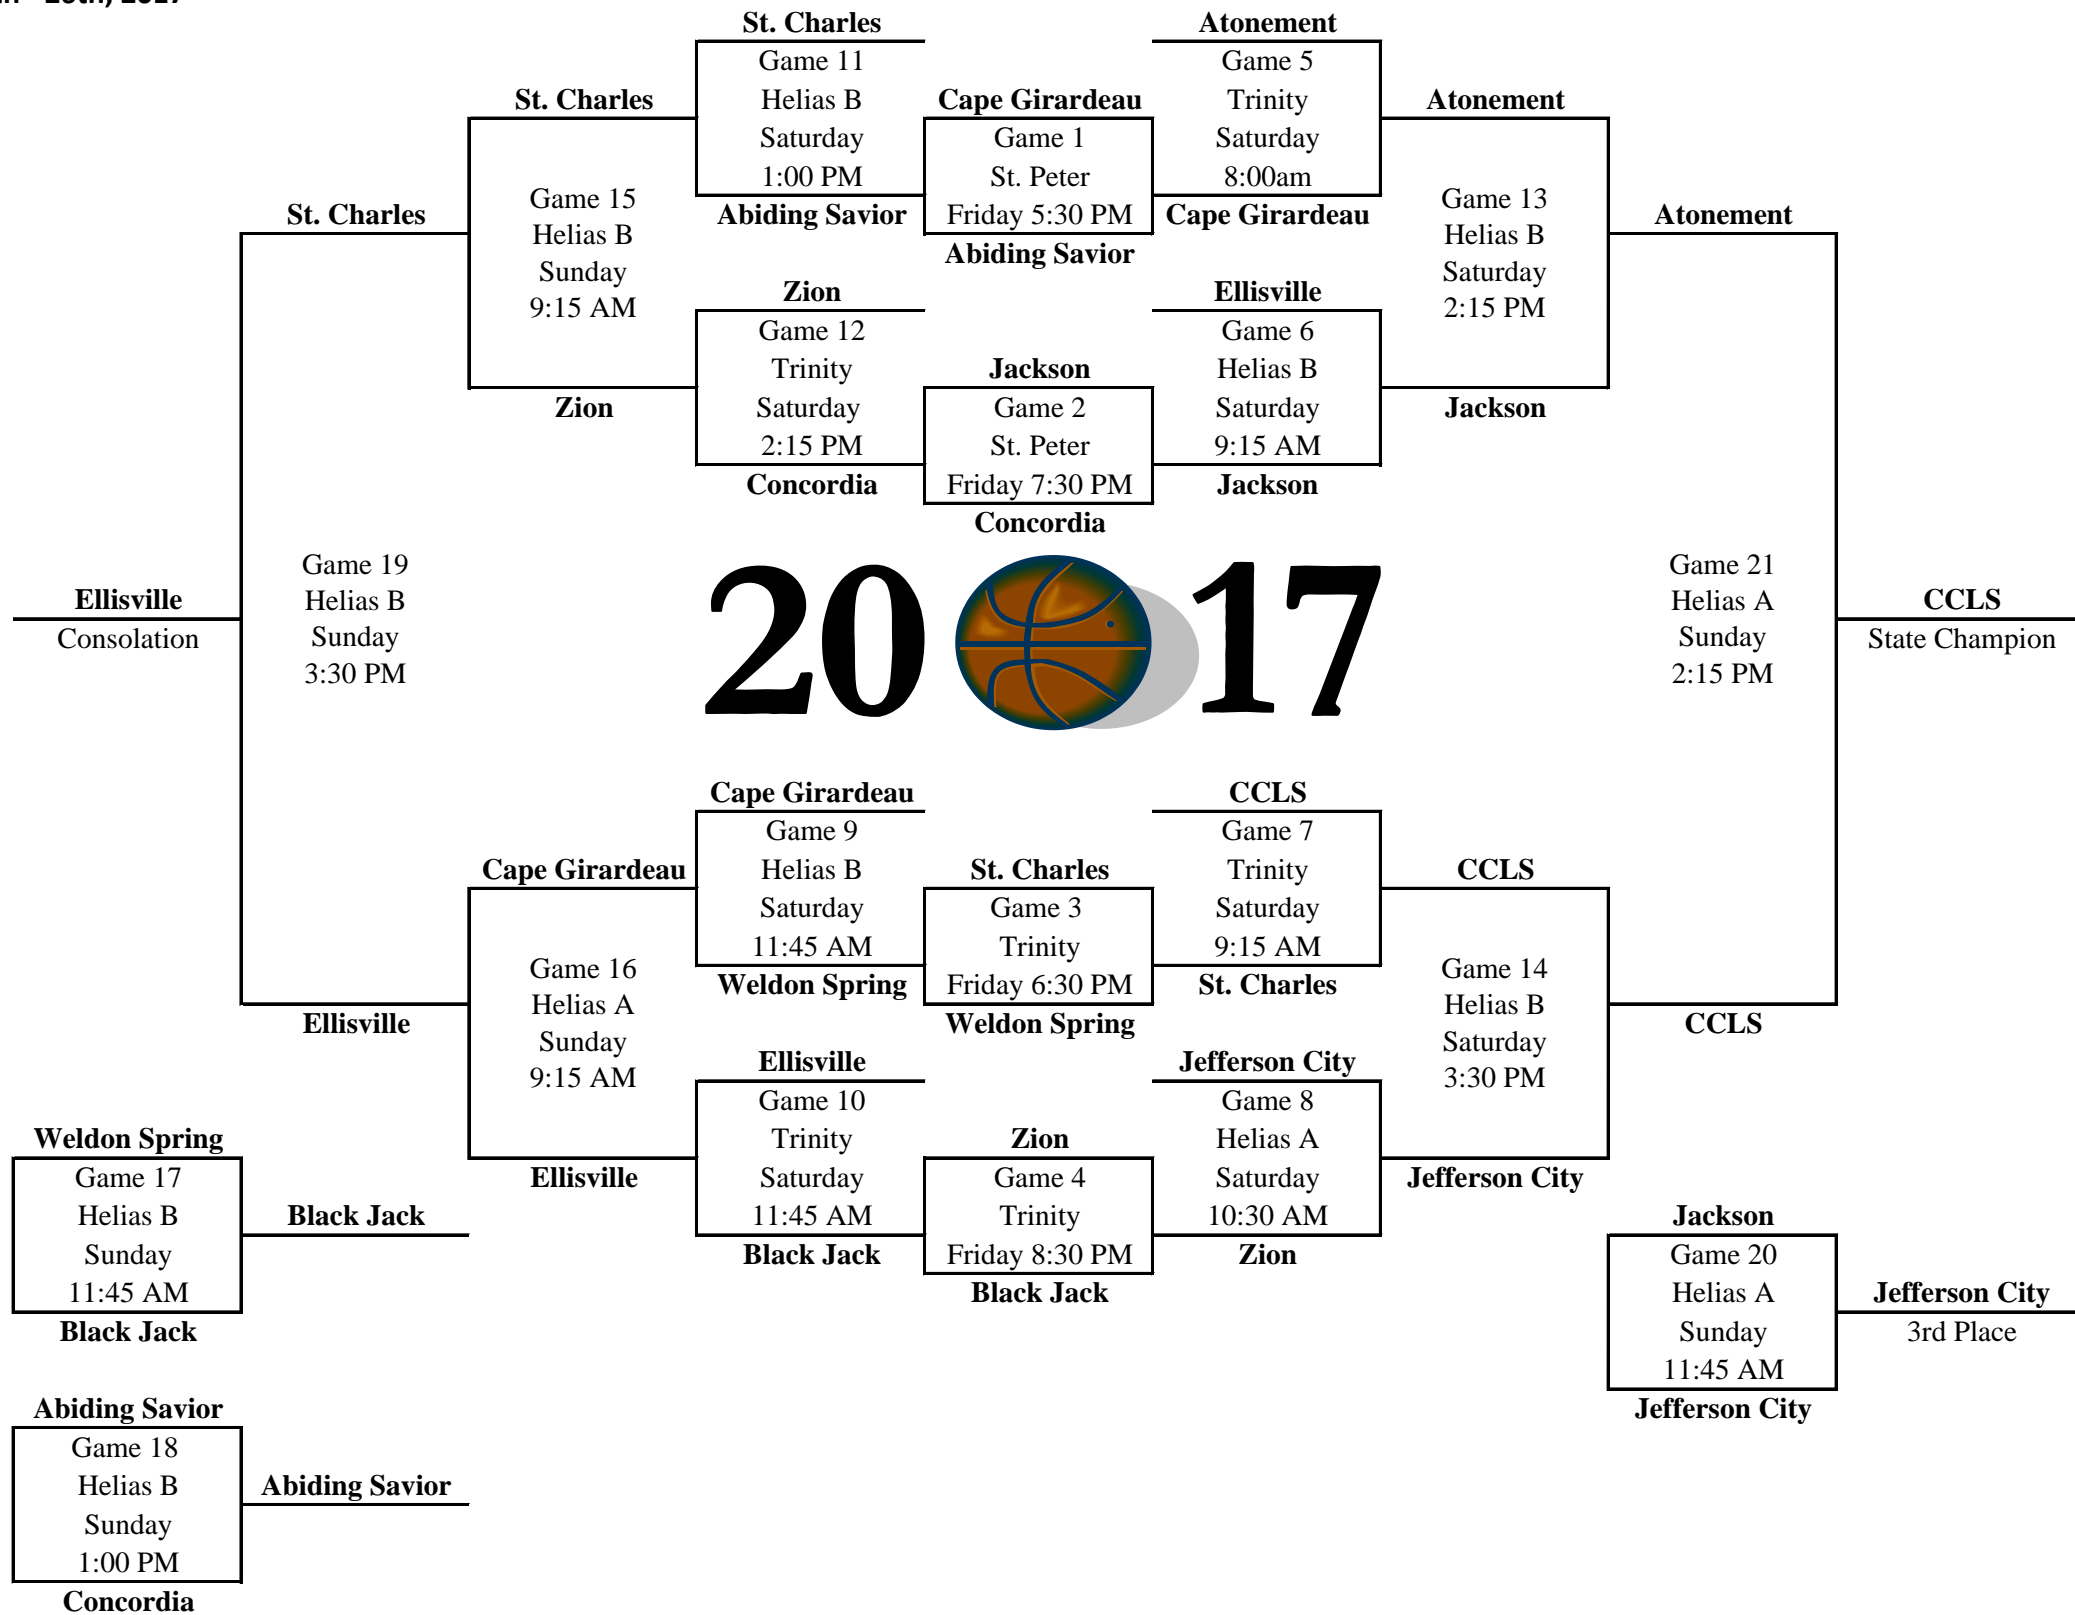 2017
St. Charles
Game 11
Helias B
Saturday
1:00 PM
Abiding Savior
Atonement
Game 5
Trinity
Saturday
8:00am
Cape Girardeau
St. Charles
Cape Girardeau
Game 1
St. Peter
Friday 5:30 PM
Abiding Savior
Atonement
Game 15
Helias B
Sunday
9:15 AM
Game 13
Helias B
Saturday
2:15 PM
St. Charles
Atonement
Zion
Game 12
Trinity
Saturday
2:15 PM
Concordia
Ellisville
Game 6
Helias B
Saturday
9:15 AM
Jackson
Zion
Jackson
Game 2
St. Peter
Friday 7:30 PM
Concordia
Jackson
Ellisville
Consolation
Game 19
Helias B
Sunday
3:30 PM
20 17
Game 21
Helias A
Sunday
2:15 PM
CCLS
State Champion
Cape Girardeau
Game 9
Helias B
Saturday
11:45 AM
Weldon Spring
CCLS
Game 7
Trinity
Saturday
9:15 AM
St. Charles
Cape Girardeau
St. Charles
Game 3
Trinity
Friday 6:30 PM
Weldon Spring
CCLS
Game 16
Helias A
Sunday
9:15 AM
Game 14
Helias B
Saturday
3:30 PM
Ellisville
CCLS
Ellisville
Game 10
Trinity
Saturday
11:45 AM
Black Jack
Jefferson City
Game 8
Helias A
Saturday
10:30 AM
Zion
Ellisville
Zion
Game 4
Trinity
Friday 8:30 PM
Black Jack
Jefferson City
Weldon Spring
Game 17
Helias B
Sunday
11:45 AM
Black Jack
Black Jack
Jackson
Game 20
Helias A
Sunday
11:45 AM
Jefferson City
Jefferson City
3rd Place
Abiding Savior
Game 18
Helias B
Sunday
1:00 PM
Concordia
Abiding Savior